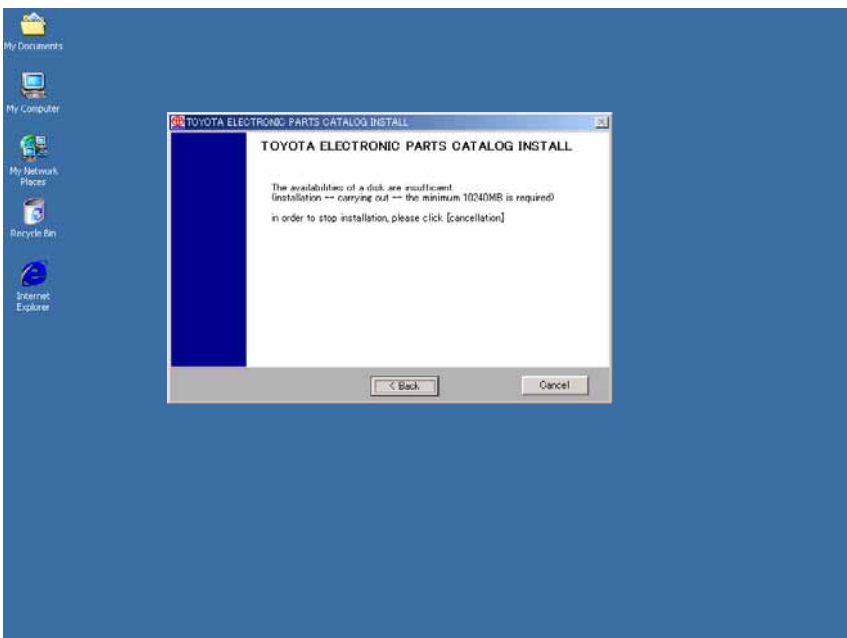 My Documents
My Computer
My Network
Places
Recycle Bin
Internet
Explorer
TOYOTA ELECTRONIC PARTS CATALOG INSTALL
TOYOTA ELECTRONIC PARTS CATALOG INSTALL
The availabilities of a disk are insufficient.
(installation -- carrying out -- the minimum 10240MB is required)
in order to stop installation, please click [cancellation]
< Back
Cancel